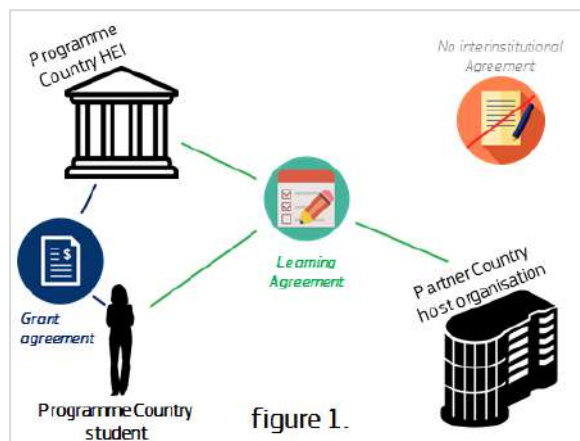 Programme
Country HEI
No interinstitutional
Agreement
$
Learning
Agreement
Grant
agreement
Partner Country
host organisation
Programme Country
student
figure 1.